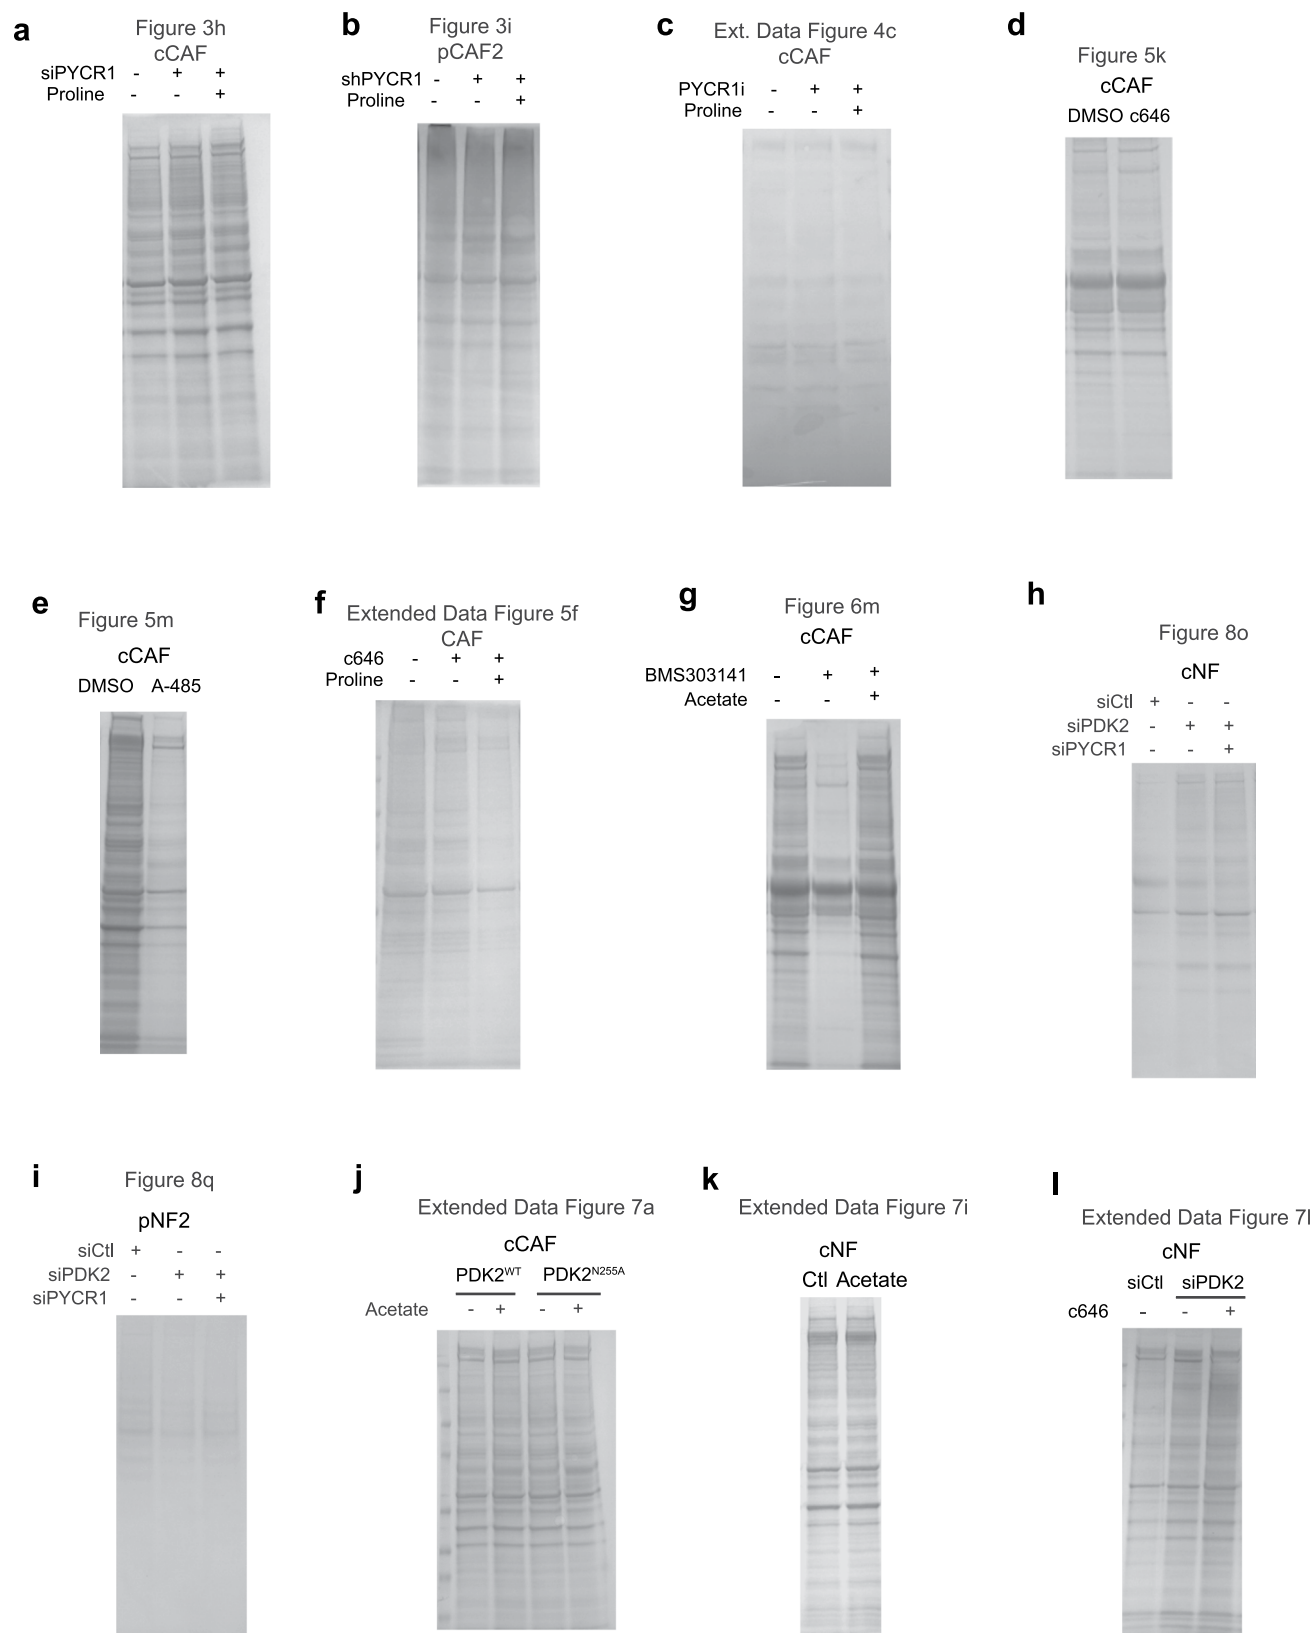 a
Figure 3h
cCAF
siPYCR1 - + +
Proline - - +
b
Figure 3i
pCAF2
shPYCR1 - + +
Proline - - +
c
Ext. Data Figure 4c
cCAF
PYCR1i - + +
Proline - - +
d
Figure 5k
cCAF
DMSO c646
e
Figure 5m
cCAF
DMSO A-485
f
Extended Data Figure 5f
CAF
c646 - + +
Proline - - +
g
Figure 6m
cCAF
BMS303141 - + +
Acetate - - +
h
Figure 8o
cNF
siCtl + - -
siPDK2 - + +
siPYCR1 - - +
i
Figure 8q
pNF2
siCtl + - -
siPDK2 - + +
siPYCR1 - - +
j
Extended Data Figure 7a
cCAF
PDK2WT PDK2N255A
Acetate - + - +
k
Extended Data Figure 7i
cNF
Ctl Acetate
l
Extended Data Figure 7l
cNF
siCtl siPDK2
c646 - - +